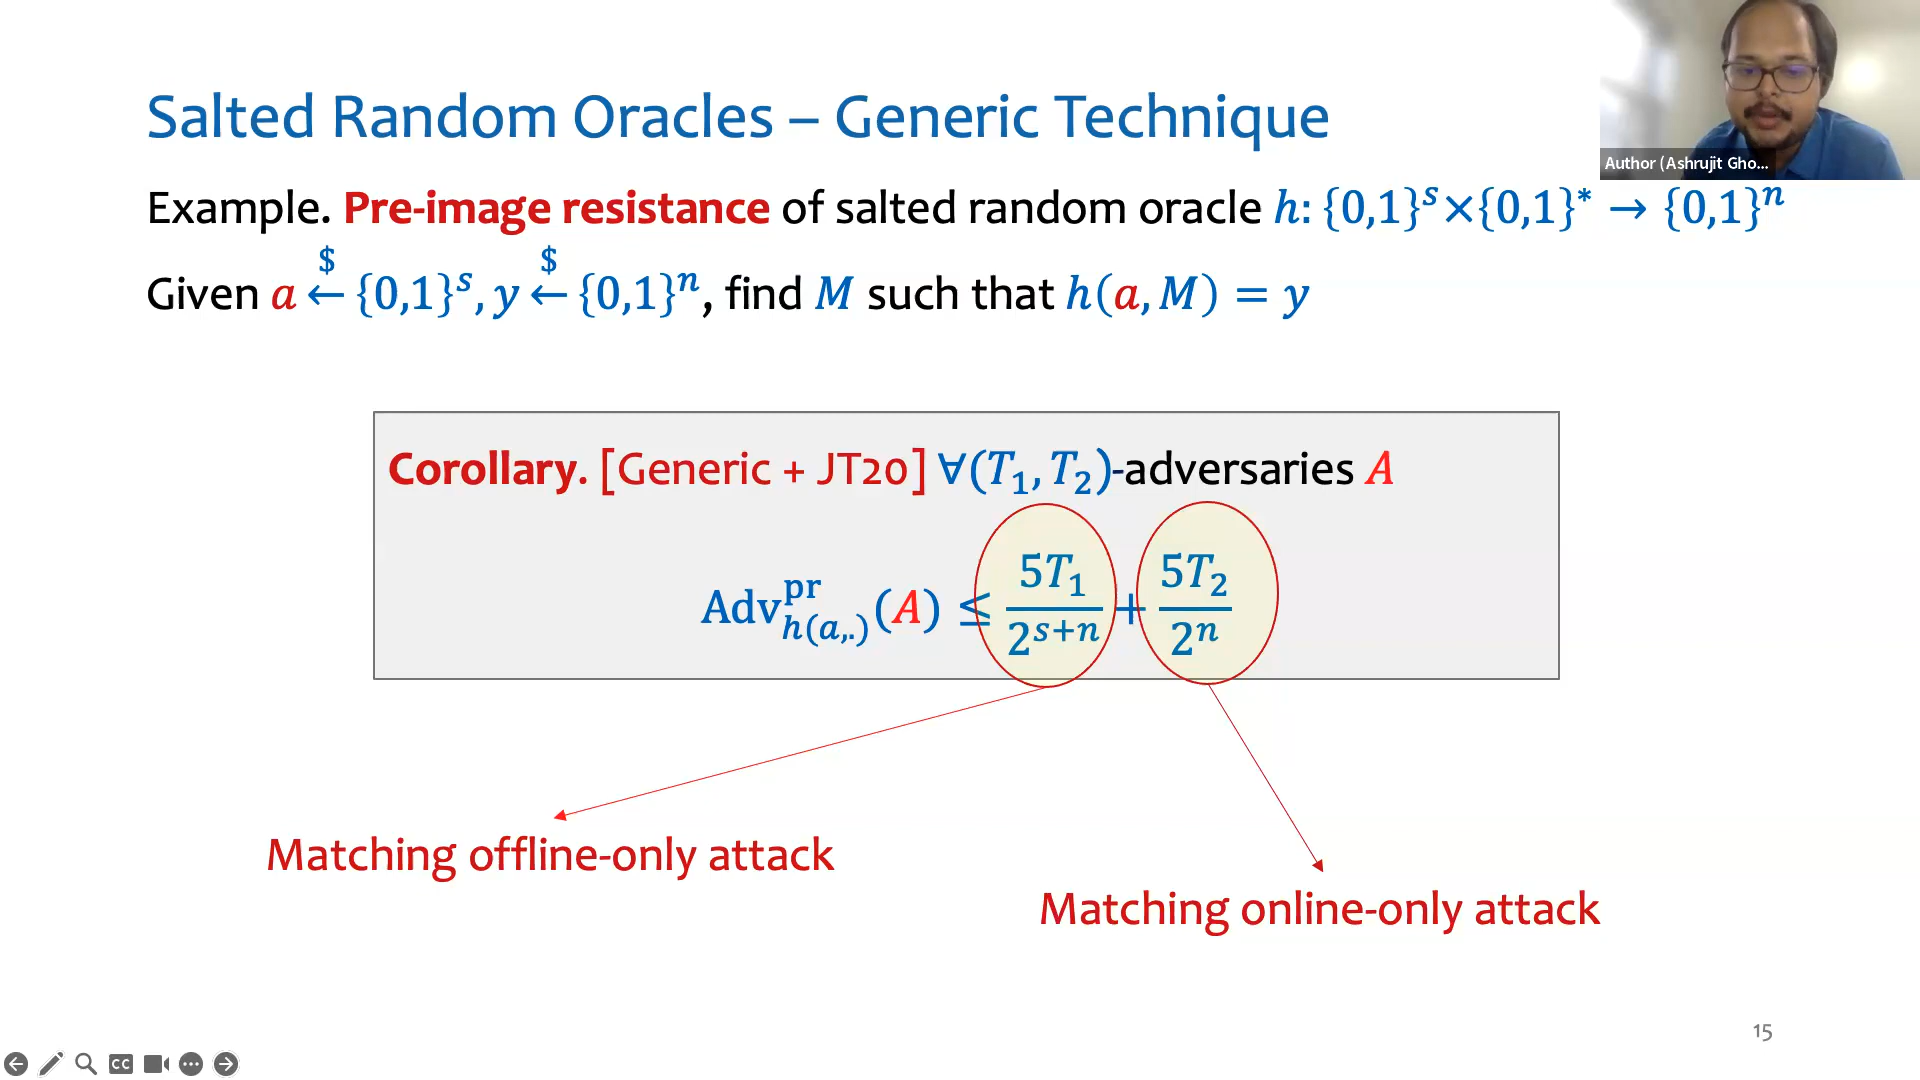 Salted Random Oracles – Generic Technique
Author (Ashrujit Gho...
Example. Pre-image resistance of salted random oracle h: {0,1}^s×{0,1}^* → {0,1}^n
Given a ←$ {0,1}^s, y ←$ {0,1}^n, find M such that h(a, M) = y
Corollary. [Generic + JT20] ∀(T_1, T_2)-adversaries A
Adv^pr_h(a,.)(A) ≤ 5T_1/2^(s+n) + 5T_2/2^n
Matching offline-only attack
Matching online-only attack
15
CC